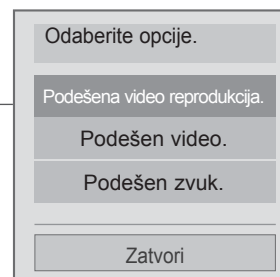 Odaberite opcije.
Podešena video reprodukcija.
Podešen video.
Podešen zvuk.
Zatvori